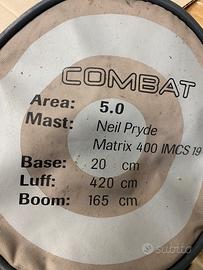 COMBAT
Area: 5.0
Mast: Neil Pryde
Matrix 400 IMCS 19
Base: 20 cm
Luff: 420 cm
Boom: 165 cm
subito